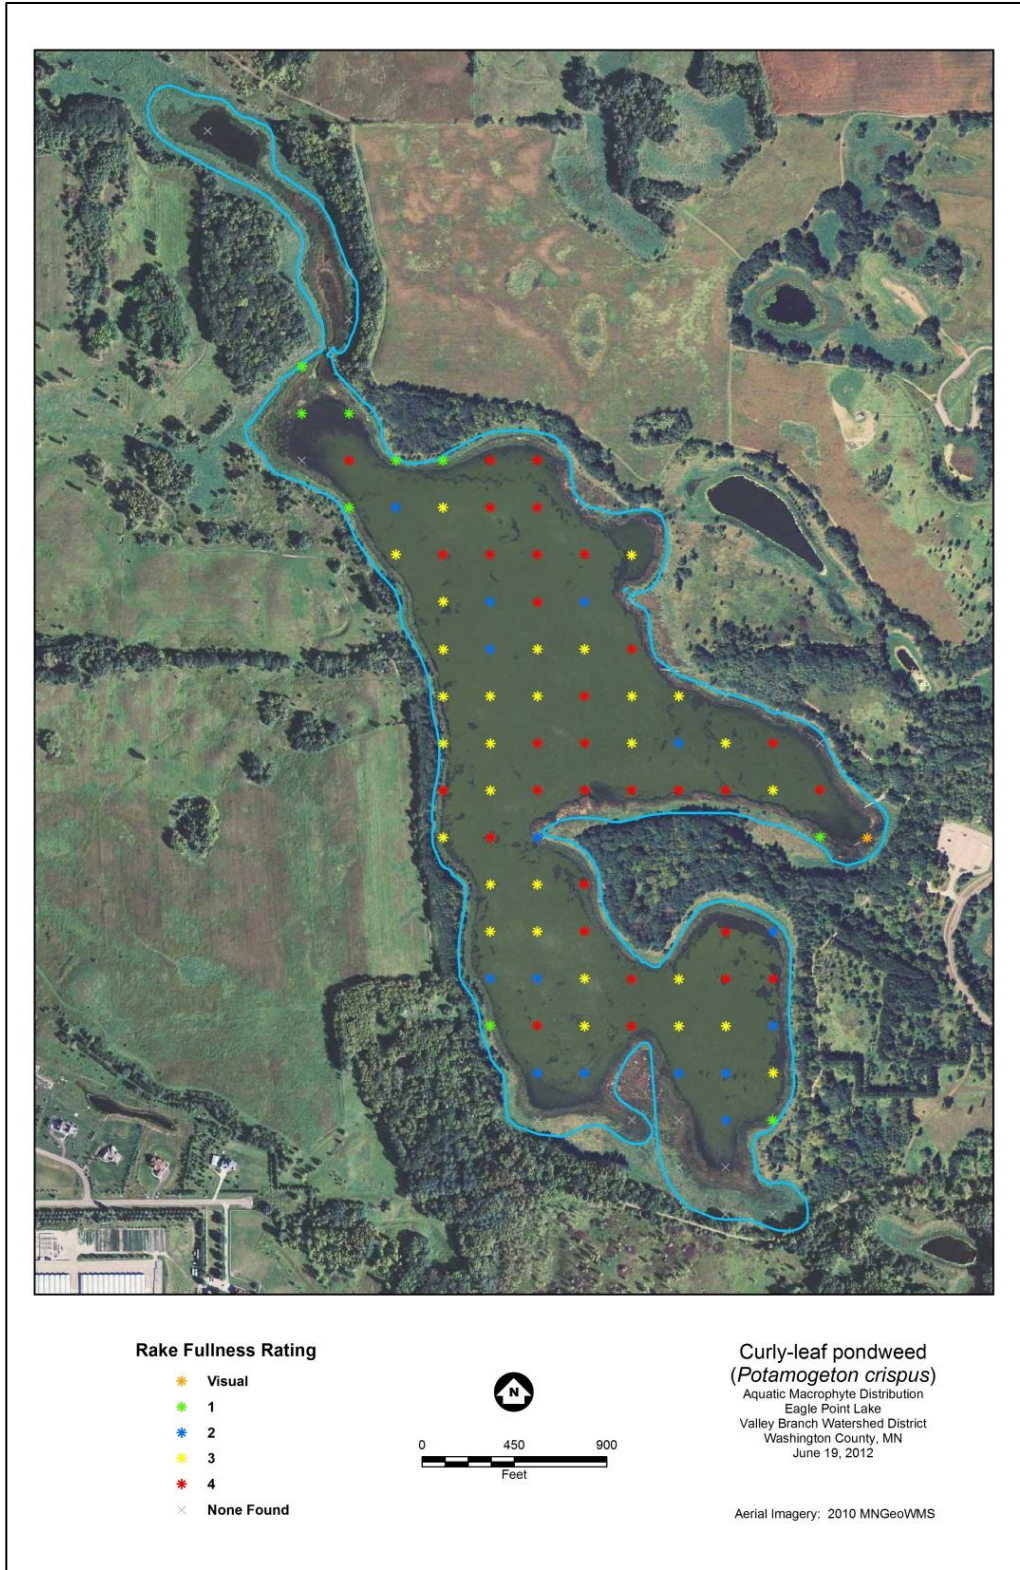 Rake Fullness Rating
Visual
1
2
3
4
None Found
N
0 450 900
Feet
Curly-leaf pondweed
(Potamogeton crispus)
Aquatic Macrophyte Distribution
Eagle Point Lake
Valley Branch Watershed District
Washington County, MN
June 19, 2012
Aerial Imagery: 2010 MNGeoWMS